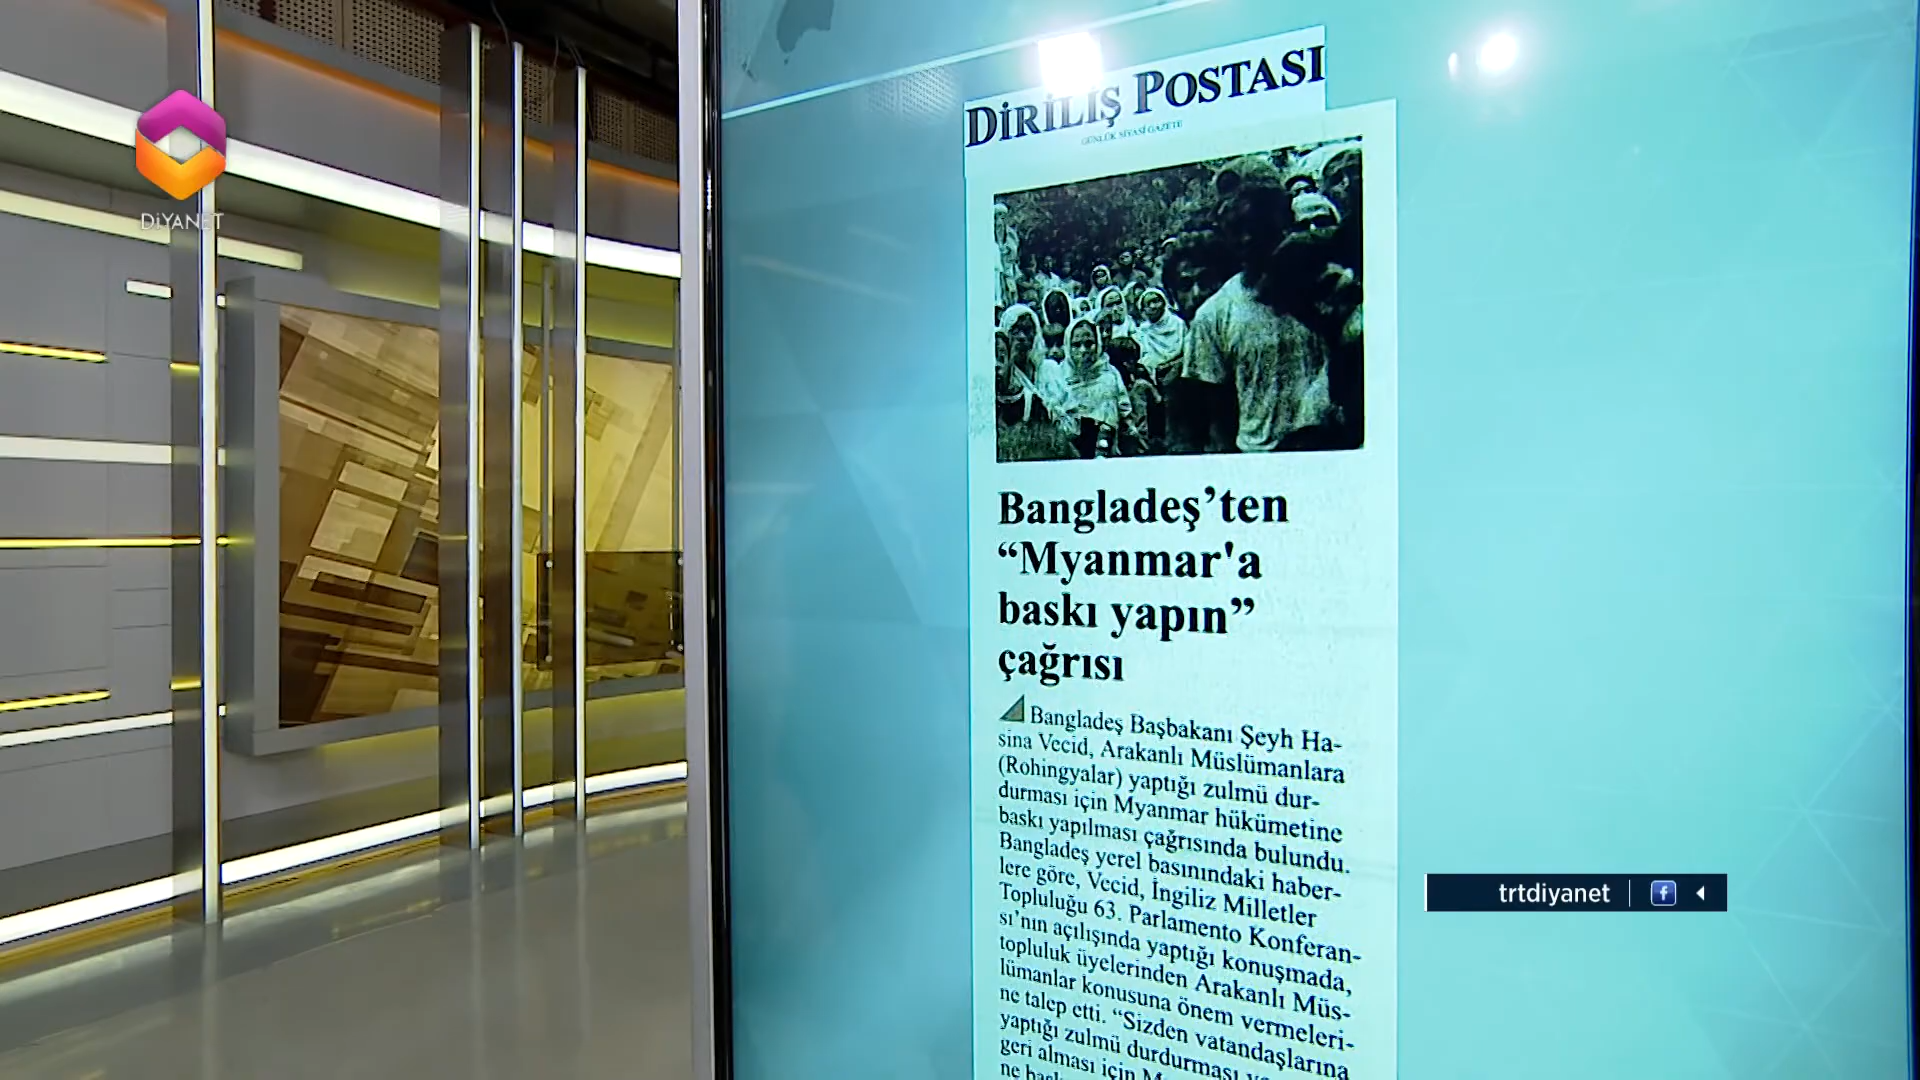 DiYANET
DİRİLİŞ POSTASI
GÜNLÜK SİYASİ GAZETE
Bangladeş’ten
“Myanmar'a
baskı yapın”
çağrısı
Bangladeş Başbakanı Şeyh Ha-
sina Vecid, Arakanlı Müslümanlara
(Rohingyalar) yaptığı zulmü dur-
durması için Myanmar hükümetine
baskı yapılması çağrısında bulundu.
Bangladeş yerel basınındaki haber-
lere göre, Vecid, İngiliz Milletler
Topluluğu 63. Parlamento Konferan-
sı’nın açılışında yaptığı konuşmada,
topluluk üyelerinden Arakanlı Müs-
lümanlar konusuna önem vermeleri-
ne talep etti. “Sizden vatandaşlarına
yaptığı zulmü durdurması
geri alması için
ne
trtdiyanet